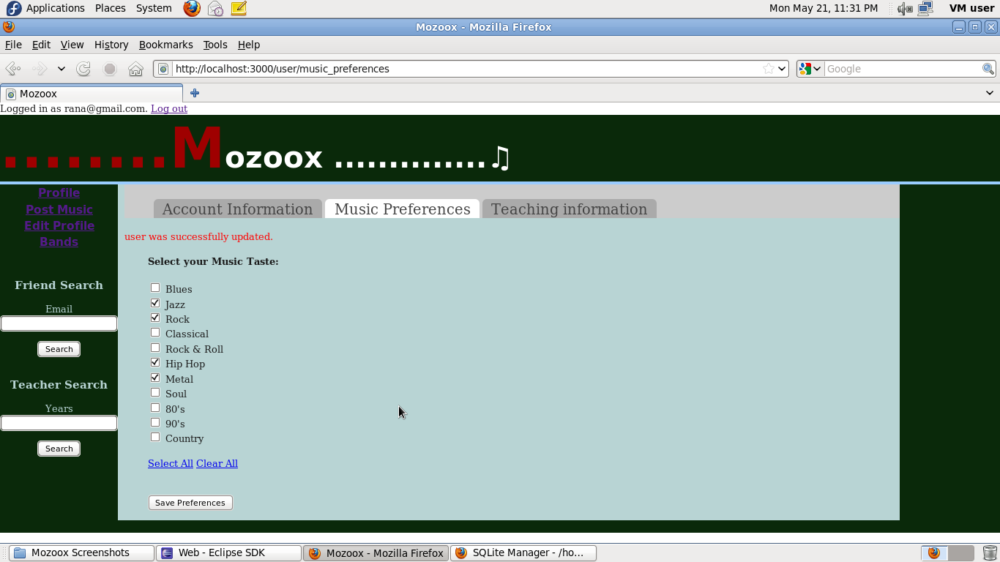 Applications Places System Mon May 21, 11:31 PM VM user
Mozoox - Mozilla Firefox
File Edit View History Bookmarks Tools Help
http://localhost:3000/user/music_preferences Google
Mozoox
Logged in as rana@gmail.com. Log out
........Mozoox ..............♫
Profile
Post Music
Edit Profile
Bands
Friend Search
Email
Search
Teacher Search
Years
Search
Account Information Music Preferences Teaching information
user was successfully updated.
Select your Music Taste:
Blues
Jazz
Rock
Classical
Rock & Roll
Hip Hop
Metal
Soul
80's
90's
Country
Select All Clear All
Save Preferences
Mozoox Screenshots Web - Eclipse SDK Mozoox - Mozilla Firefox SQLite Manager - /ho...